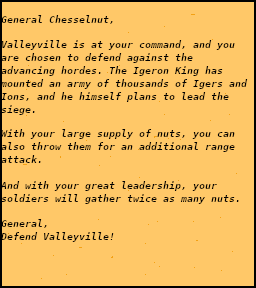 General Chesselnut,
Valleyville is at your command, and you
are chosen to defend against the
advancing hordes. The Igeron King has
mounted an army of thousands of Igers and
Ions, and he himself plans to lead the
siege.
With your large supply of nuts, you can
also throw them for an additional range
attack.
And with your great leadership, your
soldiers will gather twice as many nuts.
General,
Defend Valleyville!